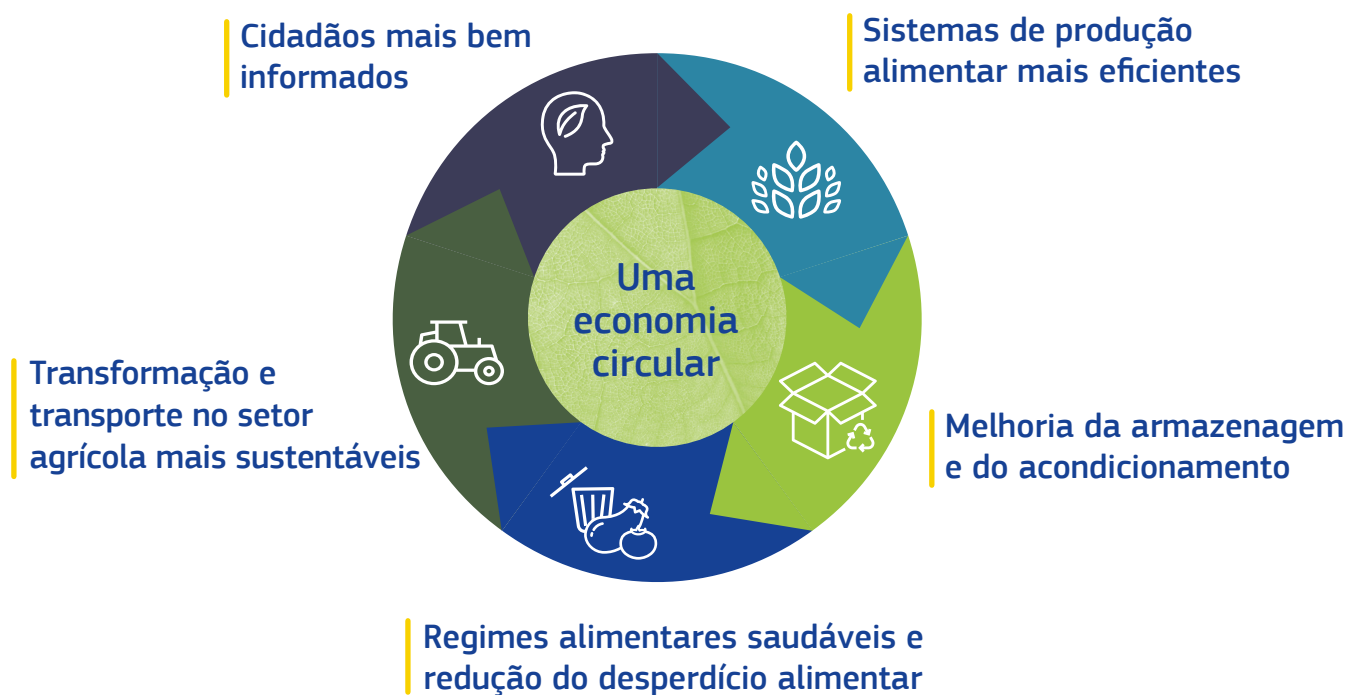 Cidadãos mais bem
informados
Sistemas de produção
alimentar mais eficientes
Uma
economia
circular
Transformação e
transporte no setor
agrícola mais sustentáveis
Melhoria da armazenagem
e do acondicionamento
Regimes alimentares saudáveis e
redução do desperdício alimentar